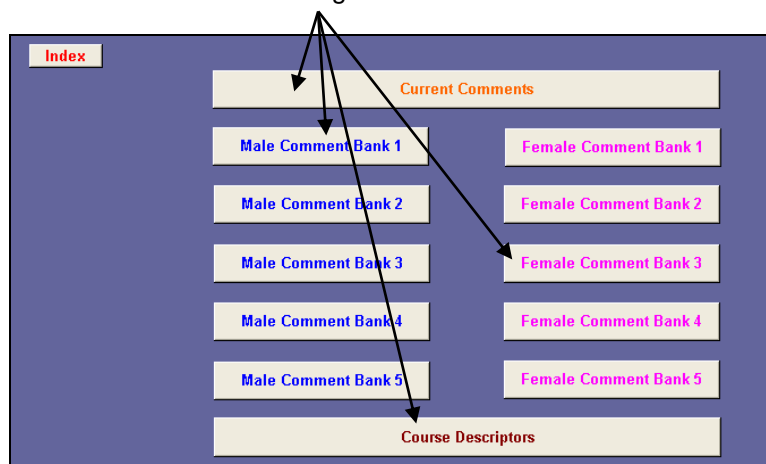 Index
Current Comments
Male Comment Bank 1
Female Comment Bank 1
Male Comment Bank 2
Female Comment Bank 2
Male Comment Bank 3
Female Comment Bank 3
Male Comment Bank 4
Female Comment Bank 4
Male Comment Bank 5
Female Comment Bank 5
Course Descriptors